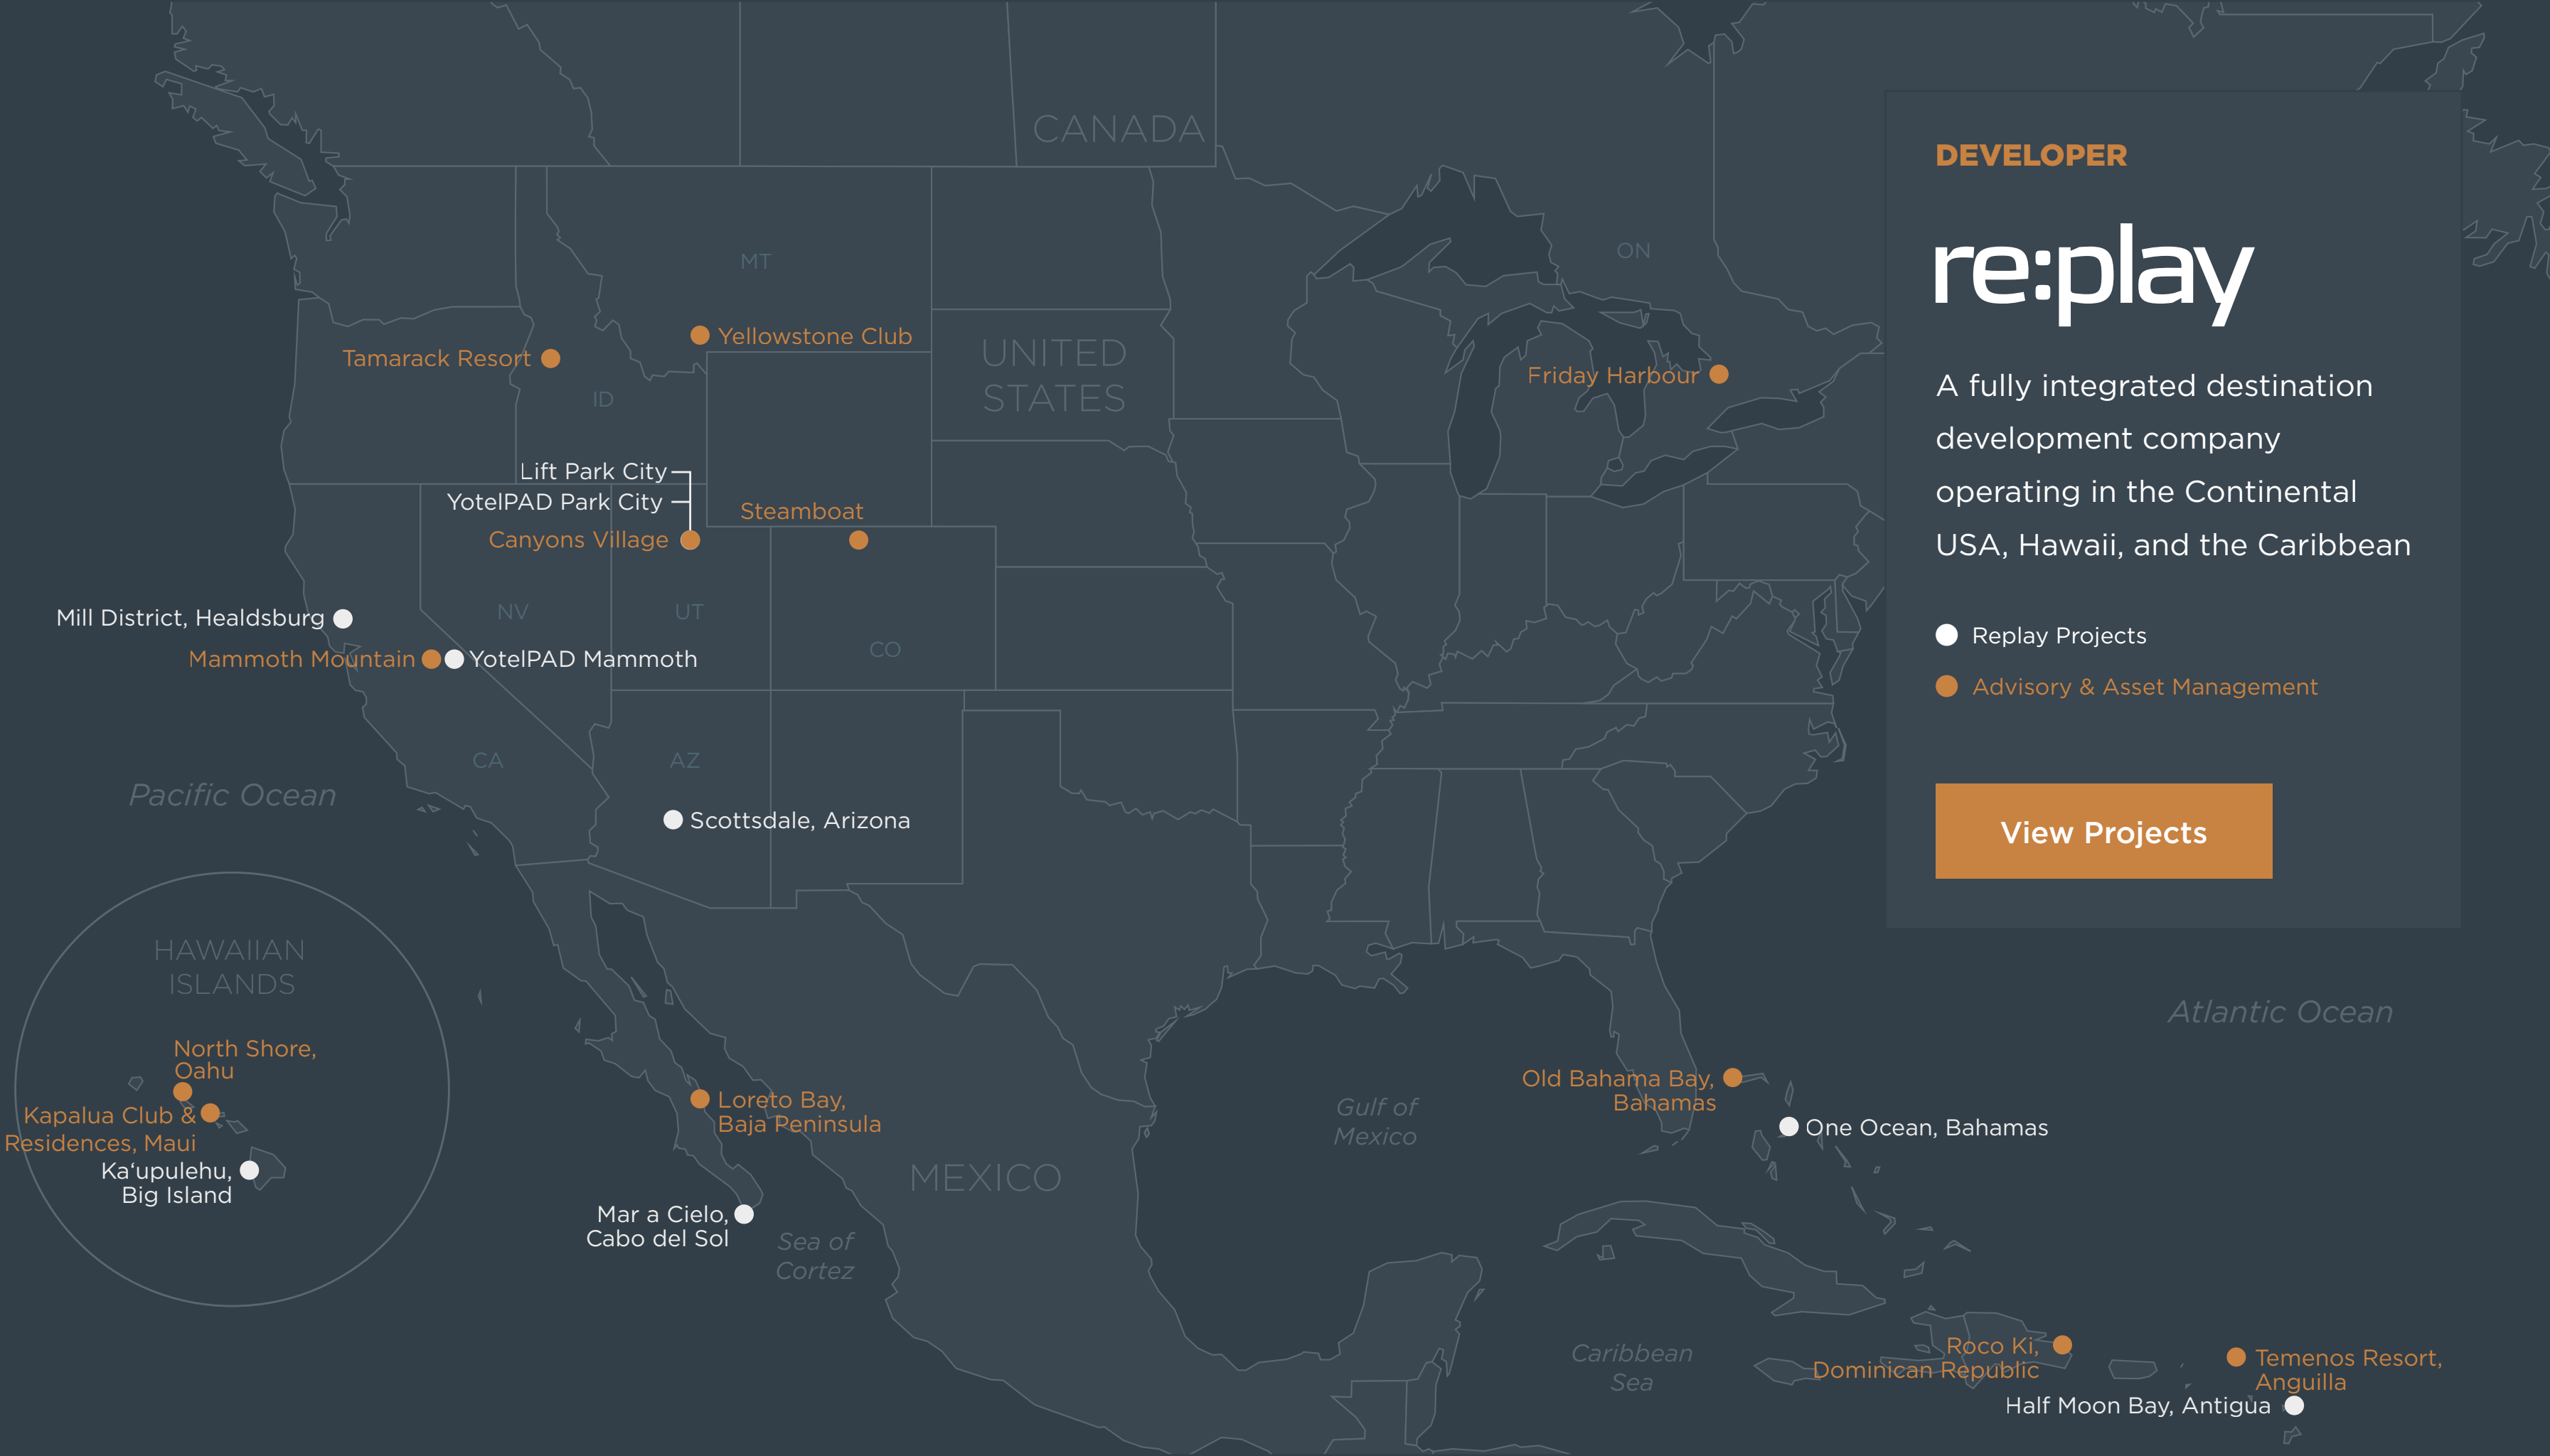 CANADA
DEVELOPER
re:play
A fully integrated destination
development company
operating in the Continental
USA, Hawaii, and the Caribbean
Replay Projects
Advisory & Asset Management
View Projects
MT
ON
Yellowstone Club
UNITED
STATES
Tamarack Resort
Friday Harbour
ID
Lift Park City
YotelPAD Park City
Canyons Village
Steamboat
NV
UT
CO
Mill District, Healdsburg
Mammoth Mountain
YotelPAD Mammoth
CA
AZ
Pacific Ocean
Scottsdale, Arizona
HAWAIIAN
ISLANDS
North Shore,
Oahu
Kapalua Club &
Residences, Maui
Ka‘upulehu,
Big Island
Loreto Bay,
Baja Peninsula
MEXICO
Mar a Cielo,
Cabo del Sol
Sea of
Cortez
Gulf of
Mexico
Atlantic Ocean
Old Bahama Bay,
Bahamas
One Ocean, Bahamas
Caribbean
Sea
Roco Ki,
Dominican Republic
Temenos Resort,
Anguilla
Half Moon Bay, Antigua